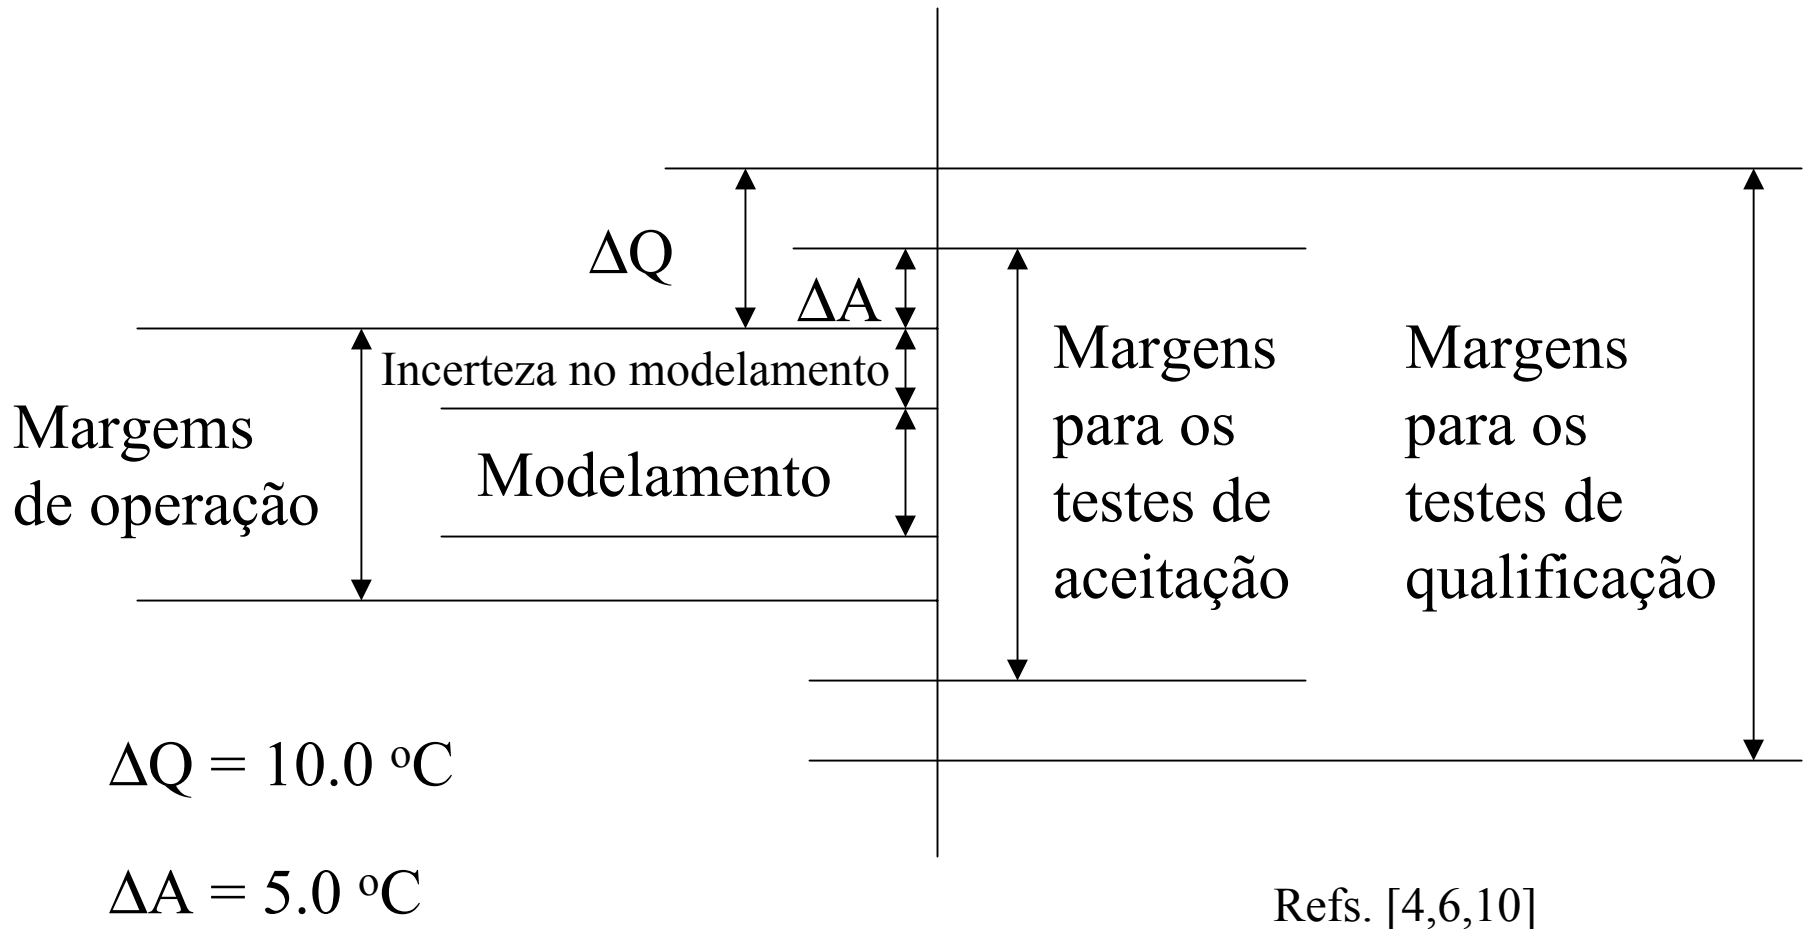 ΔQ
ΔA
Incerteza no modelamento
Margems
de operação
Modelamento
Margens
para os
testes de
aceitação
Margens
para os
testes de
qualificação
ΔQ = 10.0 ºC
ΔA = 5.0 ºC
Refs. [4,6,10]